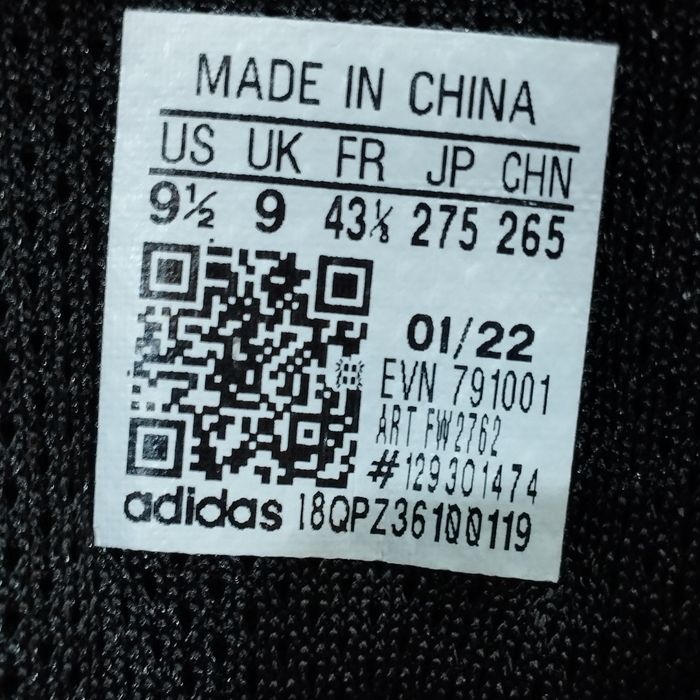 MADE IN CHINA
US UK FR JP CHN
9½ 9 43⅓ 275 265
01/22
EVN 791001
ART FW2762
#129301474
adidas 18QPZ36100119